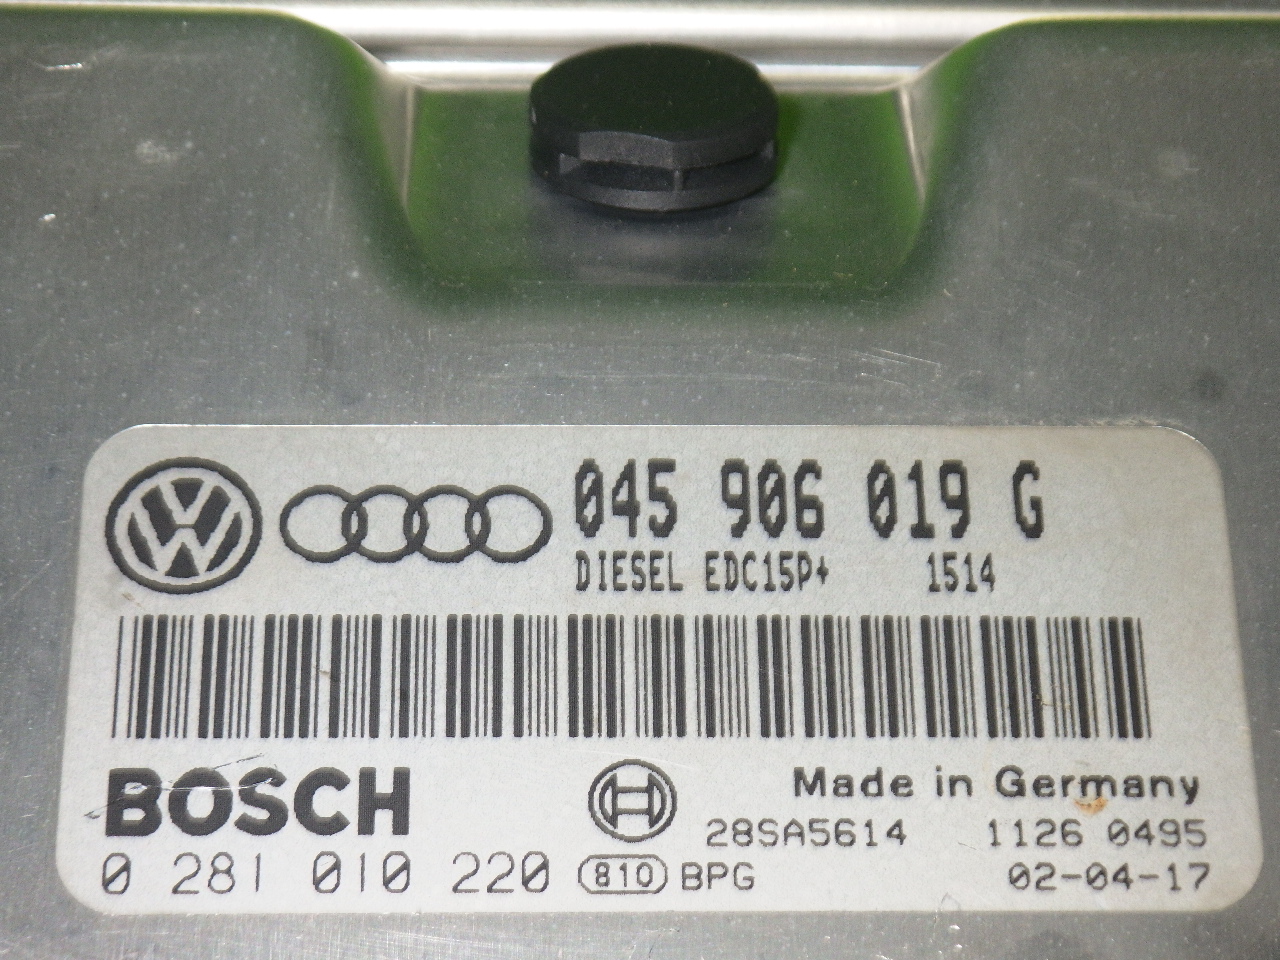 045 906 019 G
DIESEL EDC15P+ 1514
BOSCH
Made in Germany
28SA5614 1126 0495
0 281 010 220 810 BPG 02-04-17